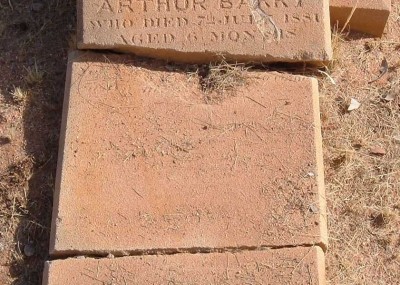 ARTHUR BARRY
WHO DIED 7TH JULY 1881
AGED 6 MONTHS